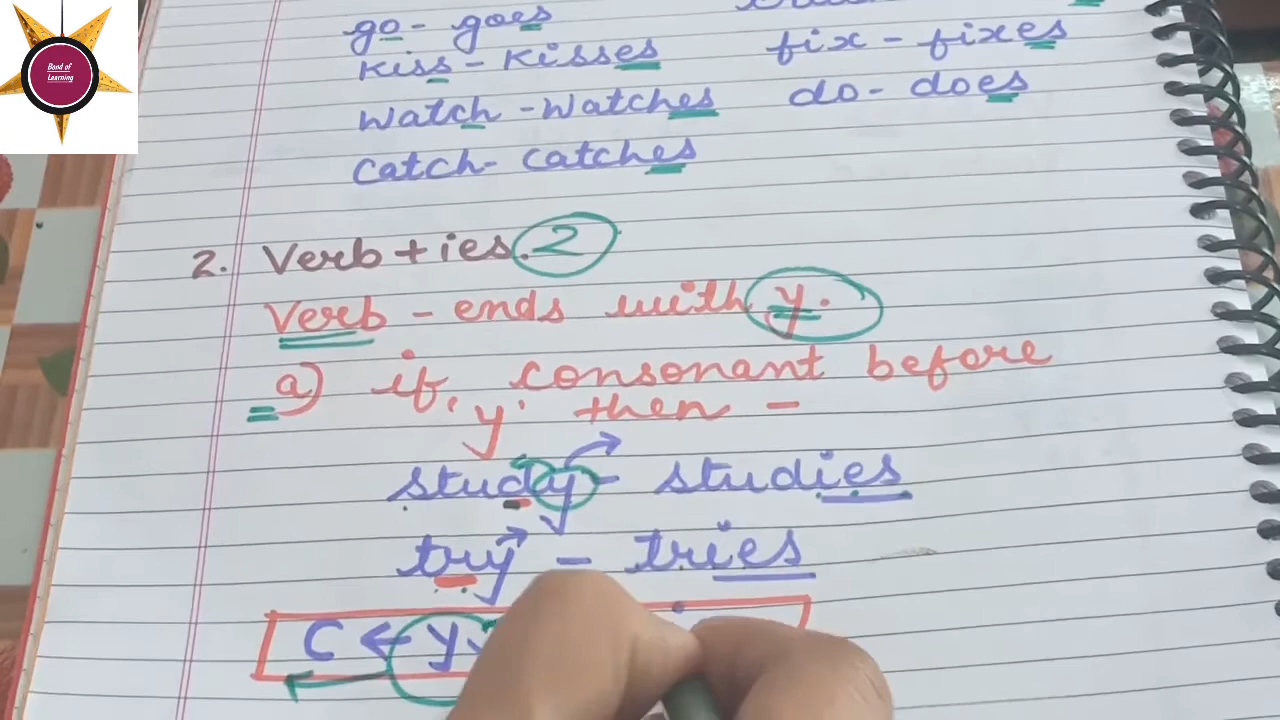 Bond of
Learning
go - goes
kiss - kisses fix - fixes
watch - watches do - does
catch - catches
2. Verb + ies. 2
Verb - ends with y.
a) if, consonant before
'y' then -
study - studies
try - tries
C ← y